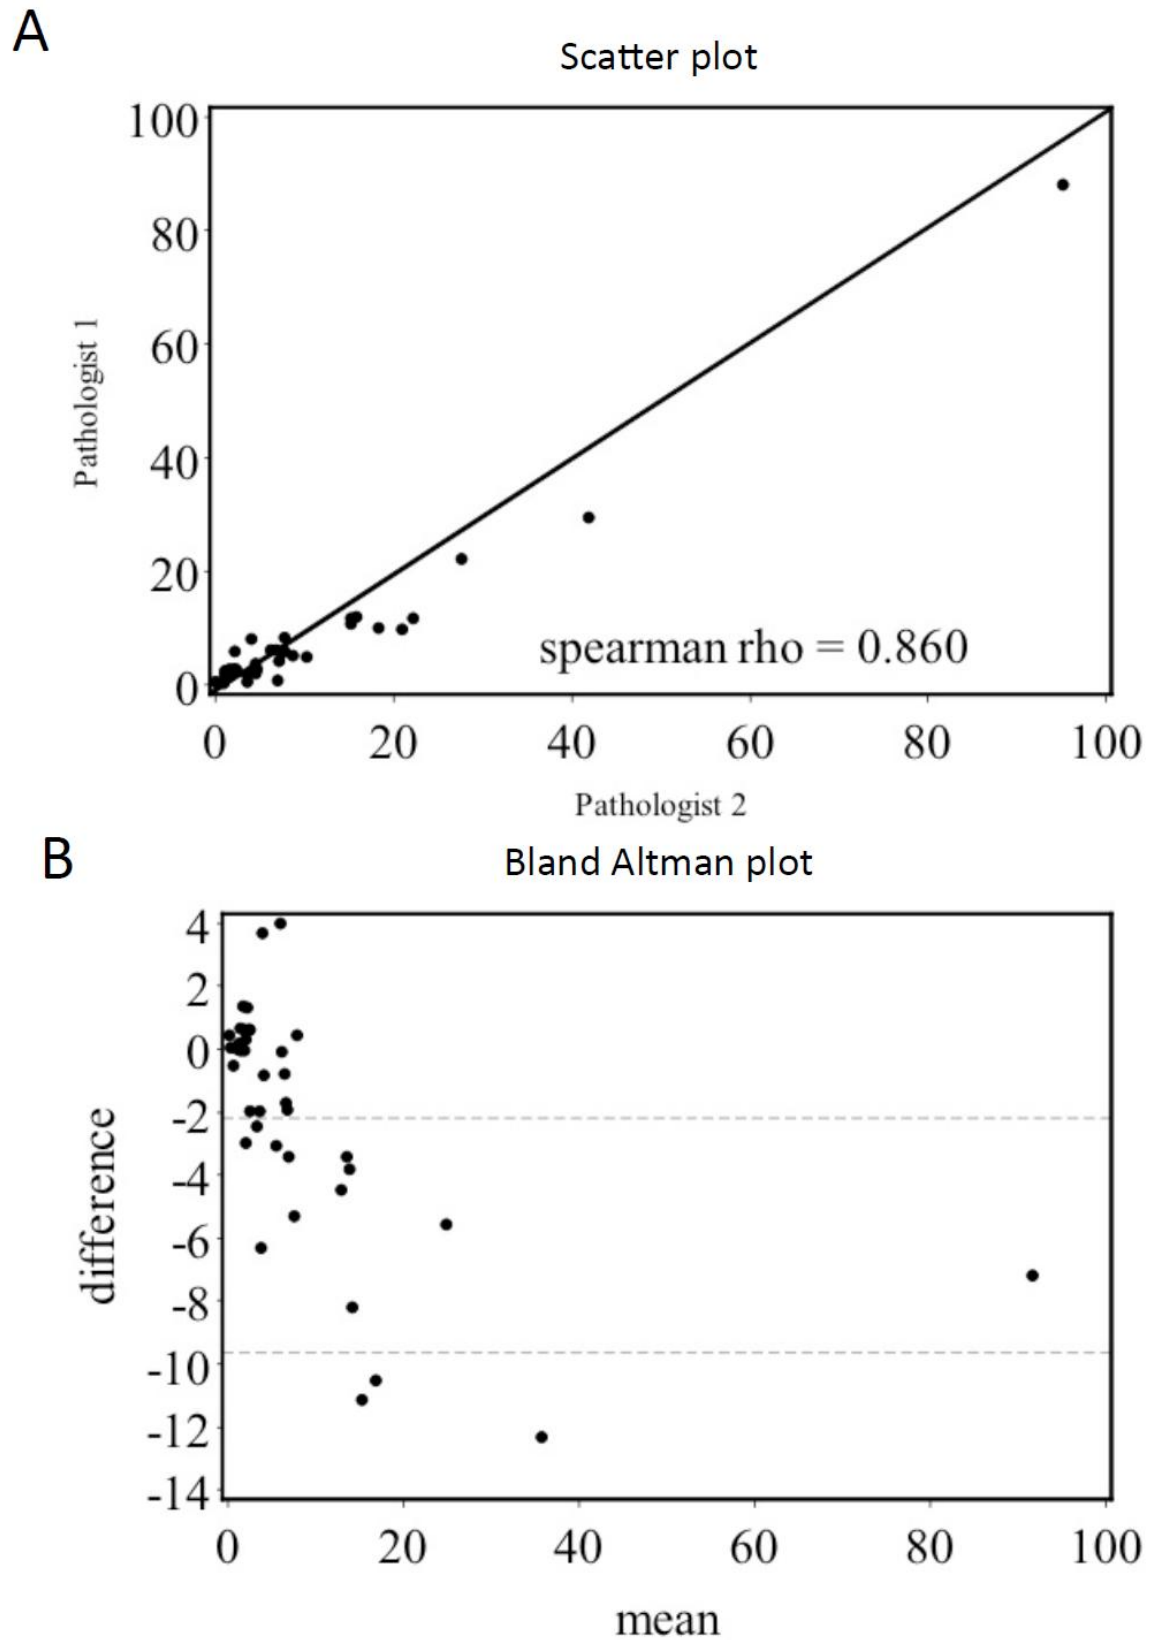 A
Scatter plot
100
80
60
40
20
0
Pathologist 1
spearman rho = 0.860
0 20 40 60 80 100
Pathologist 2
B
Bland Altman plot
4
2
0
-2
-4
-6
-8
-10
-12
-14
difference
0 20 40 60 80 100
mean